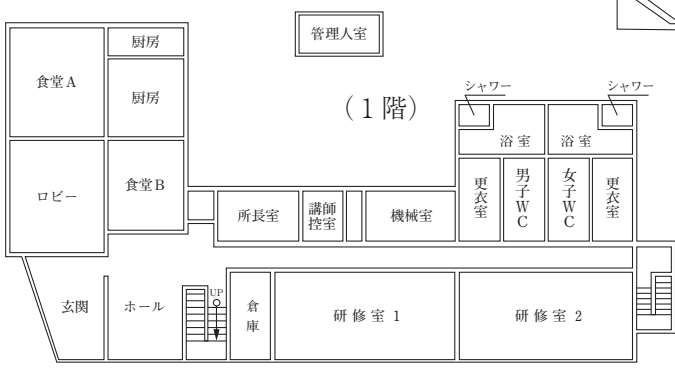 管理人室
厨房
食堂A
厨房
(1階)
シャワー
シャワー
浴室
浴室
ロビー
食堂B
所長室
講師
控室
機械室
更衣室
男子WC
女子WC
更衣室
玄関
ホール
UP
倉庫
研修室 1
研修室 2